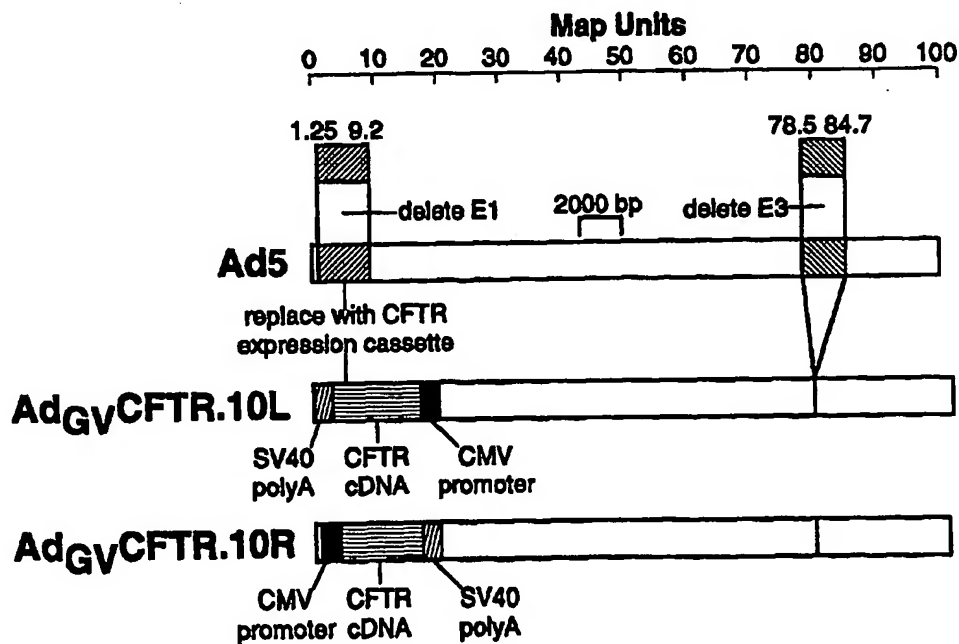 Map Units
0 10 20 30 40 50 60 70 80 90 100
1.25 9.2 78.5 84.7
delete E1 2000 bp delete E3
Ad5
replace with CFTR
expression cassette
AdGVCFTR.10L
SV40 CFTR CMV
polyA cDNA promoter
AdGVCFTR.10R
CMV CFTR SV40
promoter cDNA polyA